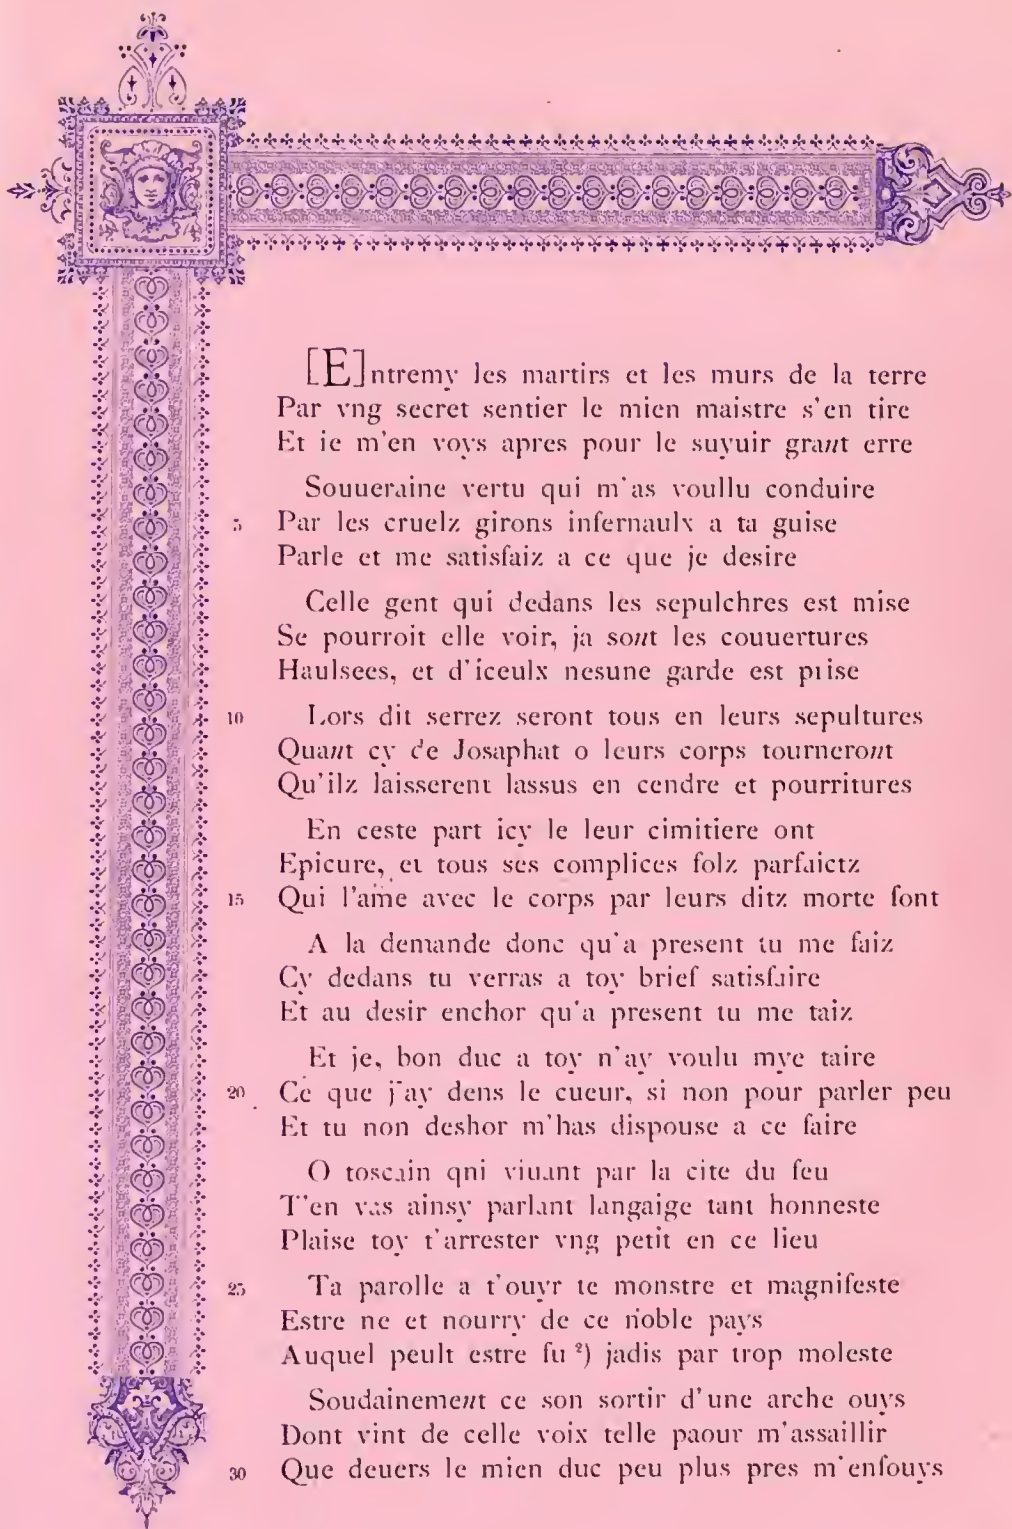 [E]ntremy les martirs et les murs de la terre
Par vng secret sentier le mien maistre s'en tire
Et ie m'en voys apres pour le suyuir grant erre
Souueraine vertu qui m'as voullu conduire
5 Par les cruelz girons infernaulx a ta guise
Parle et me satisfaiz a ce que je desire
Celle gent qui dedans les sepulchres est mise
Se pourroit elle voir, ja sont les couuertures
Haulsees, et d'iceulx nesune garde est prise
10 Lors dit serrez seront tous en leurs sepultures
Quant cy de Josaphat o leurs corps tourneront
Qu'ilz laisserent lassus en cendre et pourritures
En ceste part icy le leur cimitiere ont
Epicure, et tous ses complices folz parfaictz
15 Qui l'ame avec le corps par leurs ditz morte font
A la demande donc qu'a present tu me faiz
Cy dedans tu verras a toy brief satisfaire
Et au desir enchor qu'a present tu me taiz
Et je, bon duc a toy n'ay voulu mye taire
20 Ce que j'ay dens le cueur, si non pour parler peu
Et tu non deshor m'has dispouse a ce faire
O toscain qni viuant par la cite du feu
T'en vas ainsy parlant langaige tant honneste
Plaise toy t'arrester vng petit en ce lieu
25 Ta parolle a t'ouyr te monstre et magnifeste
Estre ne et nourry de ce noble pays
Auquel peult estre fu ²) jadis par trop moleste
Soudainement ce son sortir d'une arche ouys
Dont vint de celle voix telle paour m'assaillir
30 Que deuers le mien duc peu plus pres m'enfouys